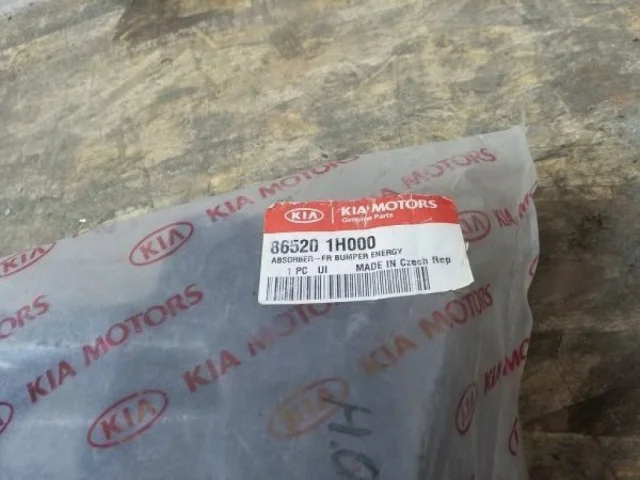 KIA MOTORS
KIA KIA MOTORS
Genuine Parts
86520 1H000
ABSORBER-FR BUMPER ENERGY
1 PC UI MADE IN Czech Rep
KIA MOTORS
KIA
KIA MOTORS
KIA
KIA MOTORS